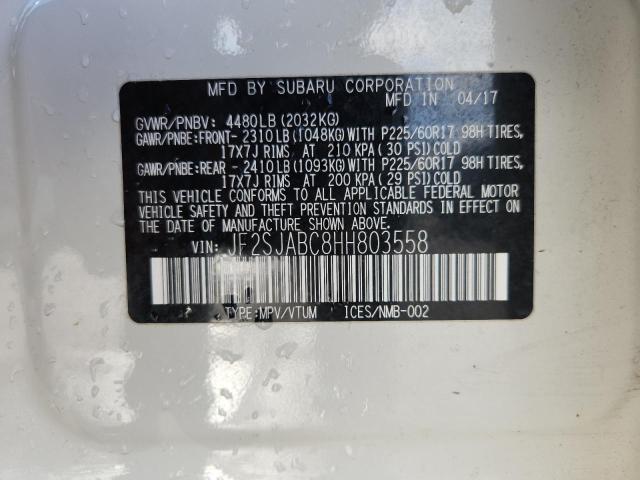 MFD BY SUBARU CORPORATION
MFD IN 04/17
GVWR/PNBV: 4480LB(2032KG)
GAWR/PNBE:FRONT- 2310LB(1048KG)WITH P225/60R17 98H TIRES,
17X7J RIMS AT 210 KPA(30 PSI)COLD
GAWR/PNBE:REAR - 2410LB(1093KG)WITH P225/60R17 98H TIRES,
17X7J RIMS AT 200 KPA(29 PSI)COLD
THIS VEHICLE CONFORMS TO ALL APPLICABLE FEDERAL MOTOR
VEHICLE SAFETY AND THEFT PREVENTION STANDARDS IN EFFECT ON
THE DATE OF MANUFACTURE SHOWN ABOVE.
VIN: JF2SJABC8HH803558
TYPE:MPV/VTUM ICES/NMB-002